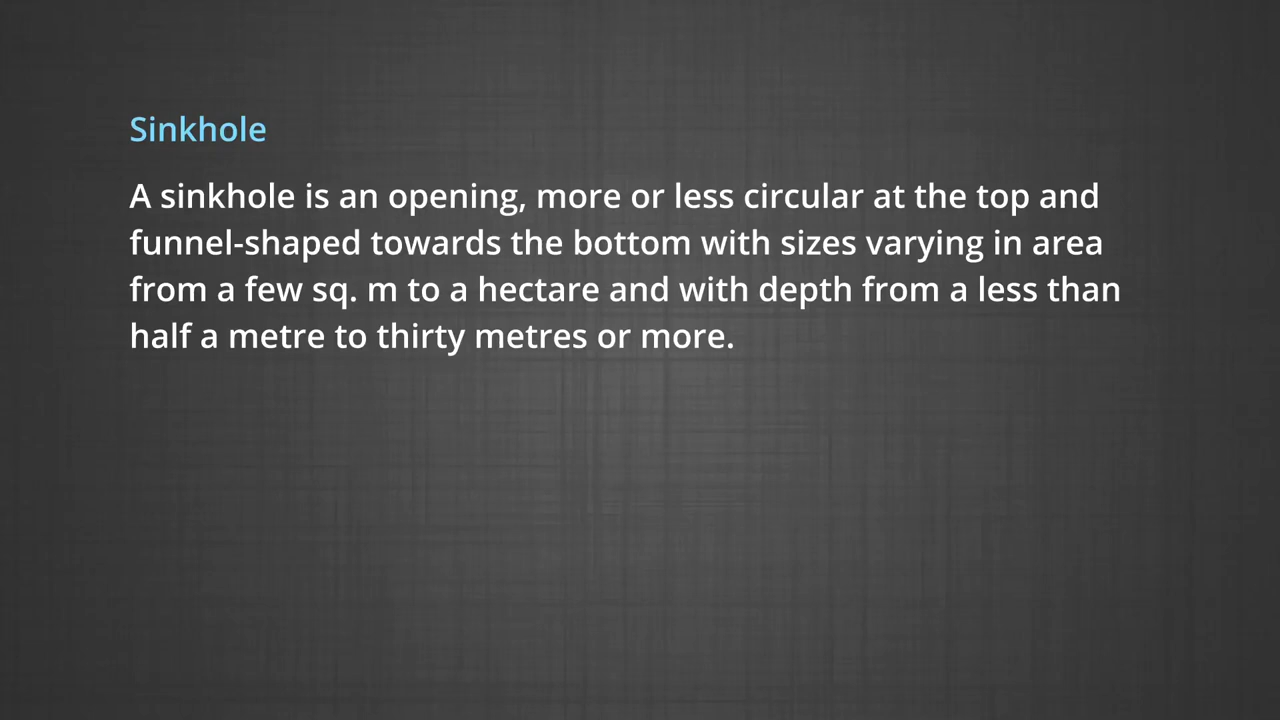 Sinkhole
A sinkhole is an opening, more or less circular at the top and
funnel-shaped towards the bottom with sizes varying in area
from a few sq. m to a hectare and with depth from a less than
half a metre to thirty metres or more.